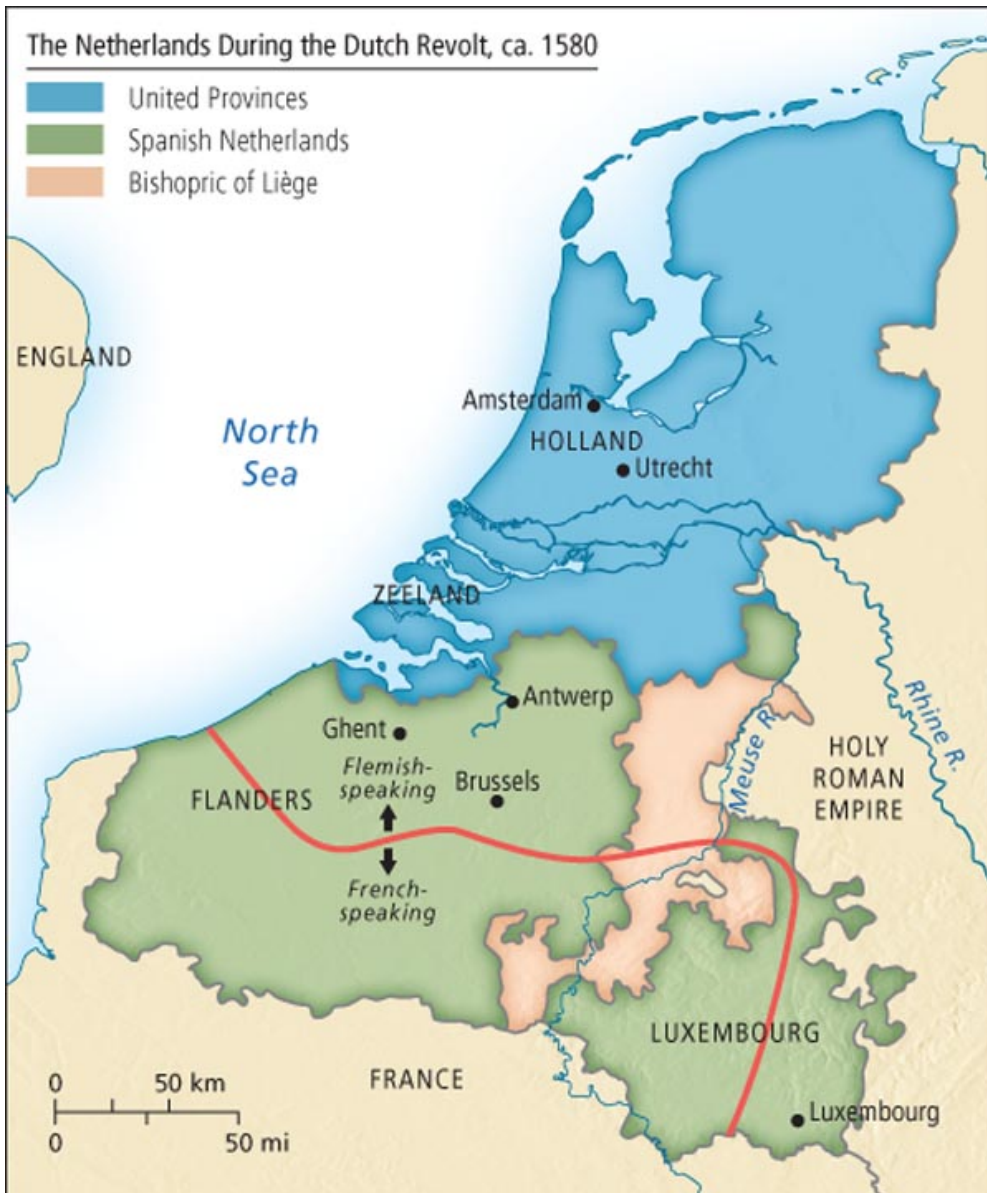 The Netherlands During the Dutch Revolt, ca. 1580
United Provinces
Spanish Netherlands
Bishopric of Liège
ENGLAND
North
Sea
Amsterdam
HOLLAND
Utrecht
ZEELAND
Antwerp
Ghent
Flemish-
speaking
Brussels
FLANDERS
French-
speaking
Meuse R.
Rhine R.
HOLY
ROMAN
EMPIRE
LUXEMBOURG
Luxembourg
FRANCE
0 50 km
0 50 mi